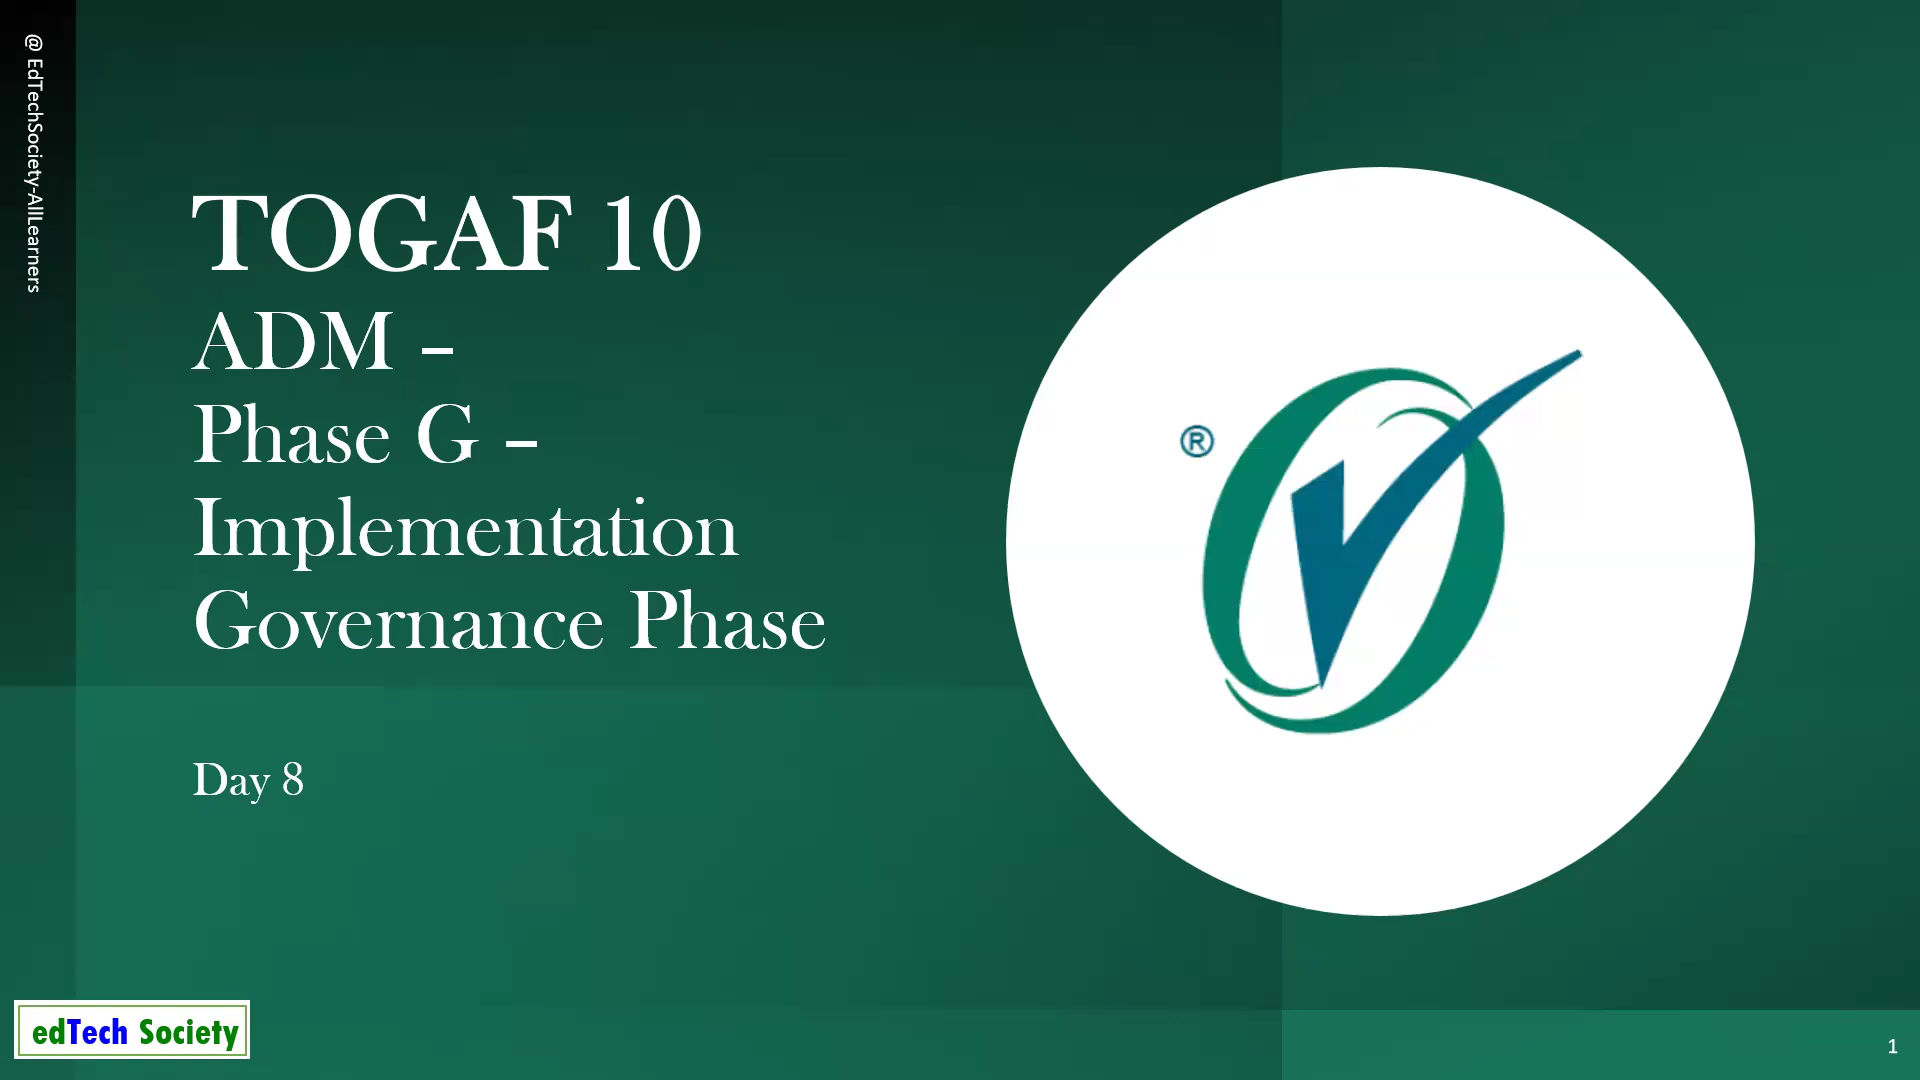 @ EdTechSociety-AllLearners
TOGAF 10
ADM –
Phase G –
Implementation
Governance Phase
Day 8
®
edTech Society
1